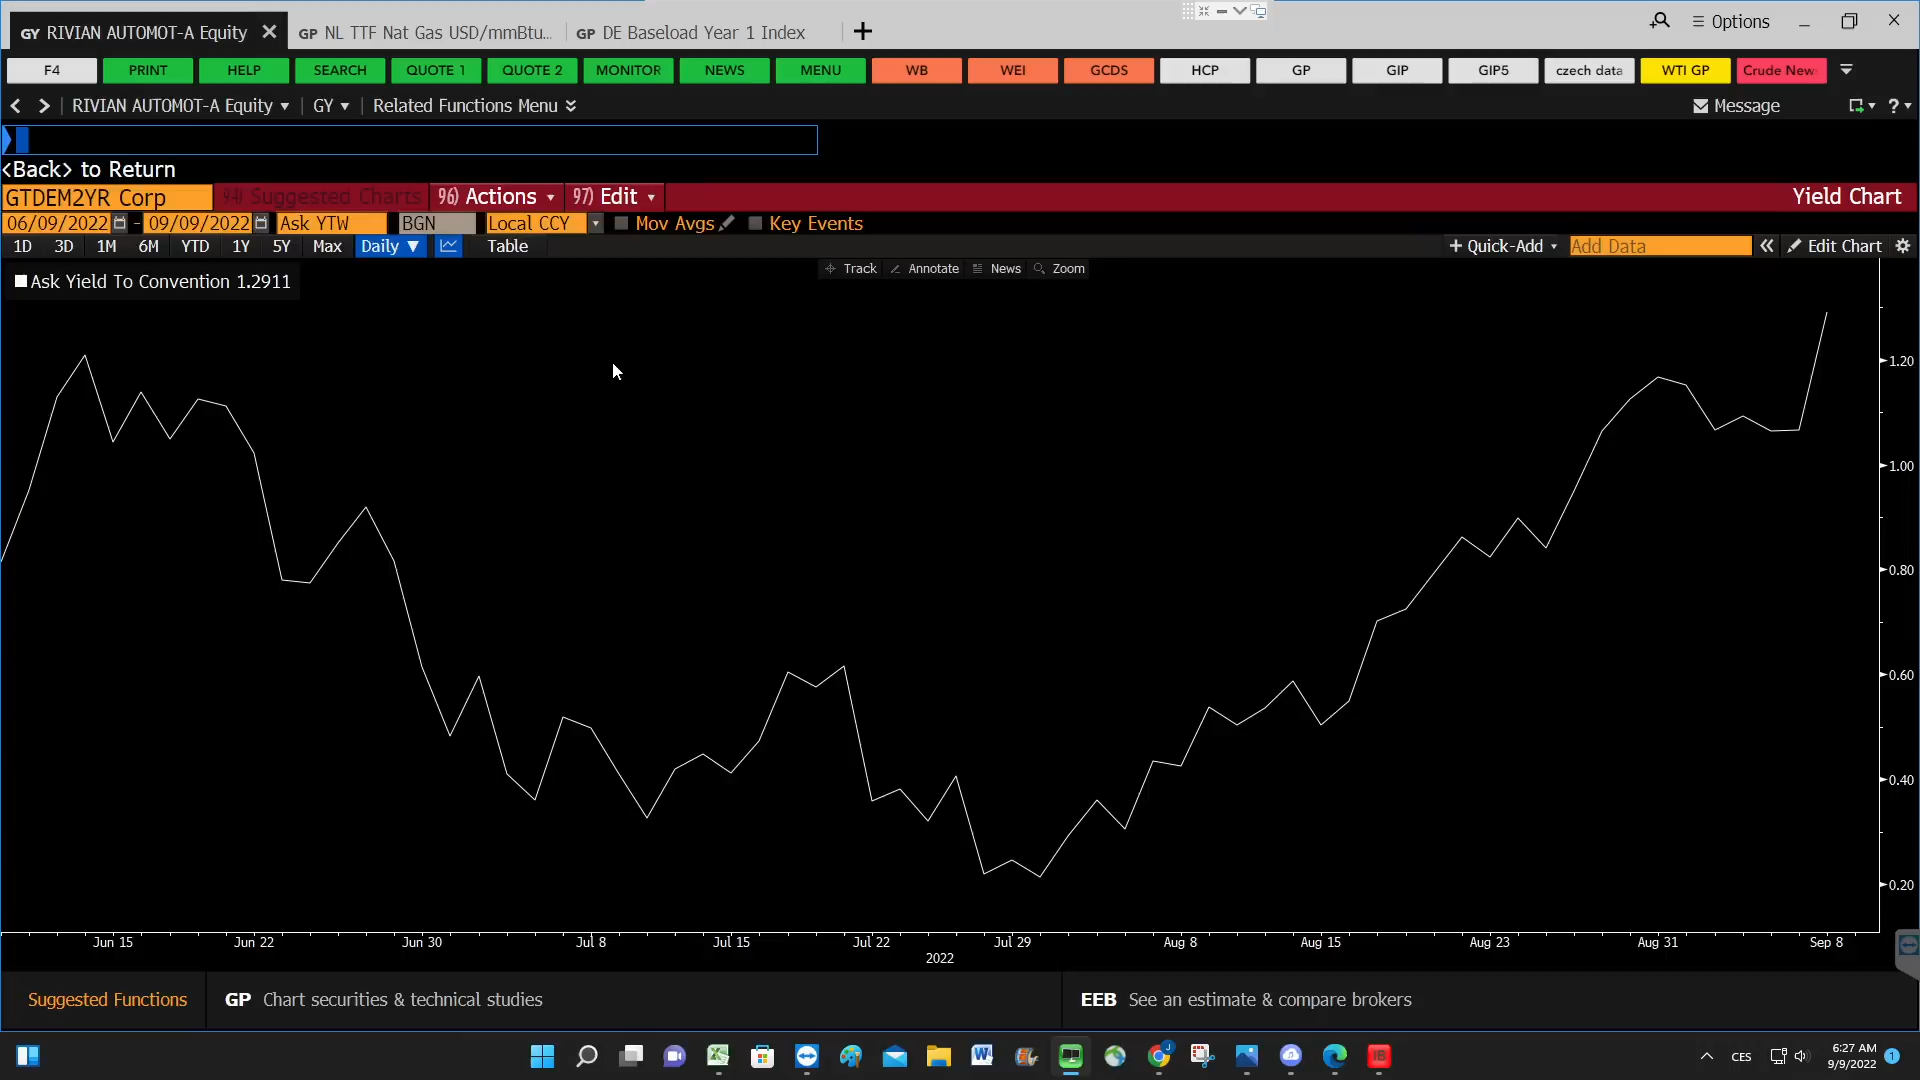 GY RIVIAN AUTOMOT-A Equity
GP NL TTF Nat Gas USD/mmBtu...
GP DE Baseload Year 1 Index
Options
F4 PRINT HELP SEARCH QUOTE 1 QUOTE 2 MONITOR NEWS MENU WB WEI GCDS HCP GP GIP GIP5 czech data WTI GP Crude New
RIVIAN AUTOMOT-A Equity GY Related Functions Menu Message ?
<Back> to Return
GTDEM2YR Corp 94) Suggested Charts 96) Actions 97) Edit Yield Chart
06/09/2022 - 09/09/2022 Ask YTW BGN Local CCY Mov Avgs Key Events
1D 3D 1M 6M YTD 1Y 5Y Max Daily ▼ Table + Quick-Add Add Data « Edit Chart
Track Annotate News Zoom
Ask Yield To Convention 1.2911
1.20
1.00
0.80
0.60
0.40
0.20
Jun 15 Jun 22 Jun 30 Jul 8 Jul 15 Jul 22 Jul 29 Aug 8 Aug 15 Aug 23 Aug 31 Sep 8
2022
Suggested Functions GP Chart securities & technical studies EEB See an estimate & compare brokers
CES
6:27 AM
9/9/2022
1